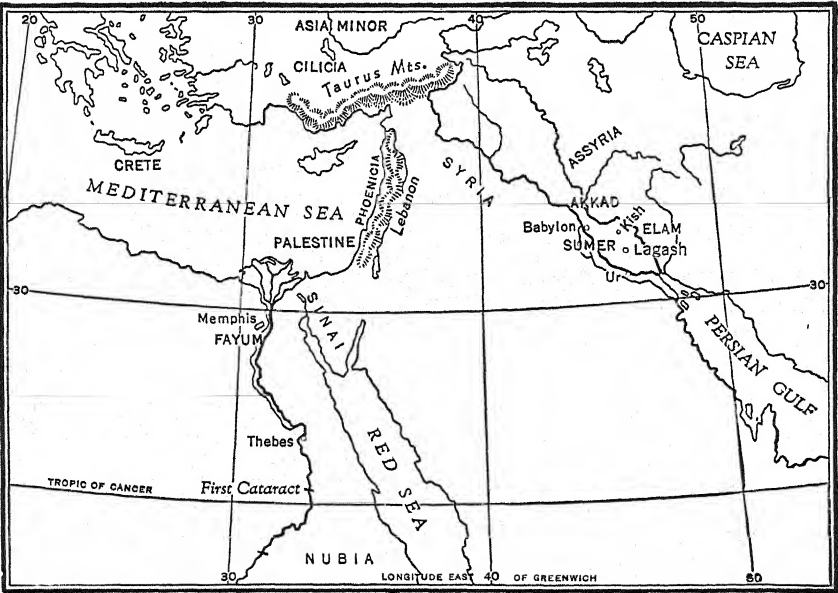 20
30
ASIA MINOR
40
50
CASPIAN
SEA
CILICIA
Taurus Mts.
CRETE
ASSYRIA
SYRIA
MEDITERRANEAN SEA
PHOENICIA
Lebanon
AKKAD
PALESTINE
Babylon
Kish
ELAM
SUMER
Lagash
Ur
30
30
Memphis
SINAI
FAYUM
PERSIAN GULF
Thebes
RED SEA
TROPIC OF CANCER
First Cataract
NUBIA
30
LONGITUDE EAST
40
OF GREENWICH
50